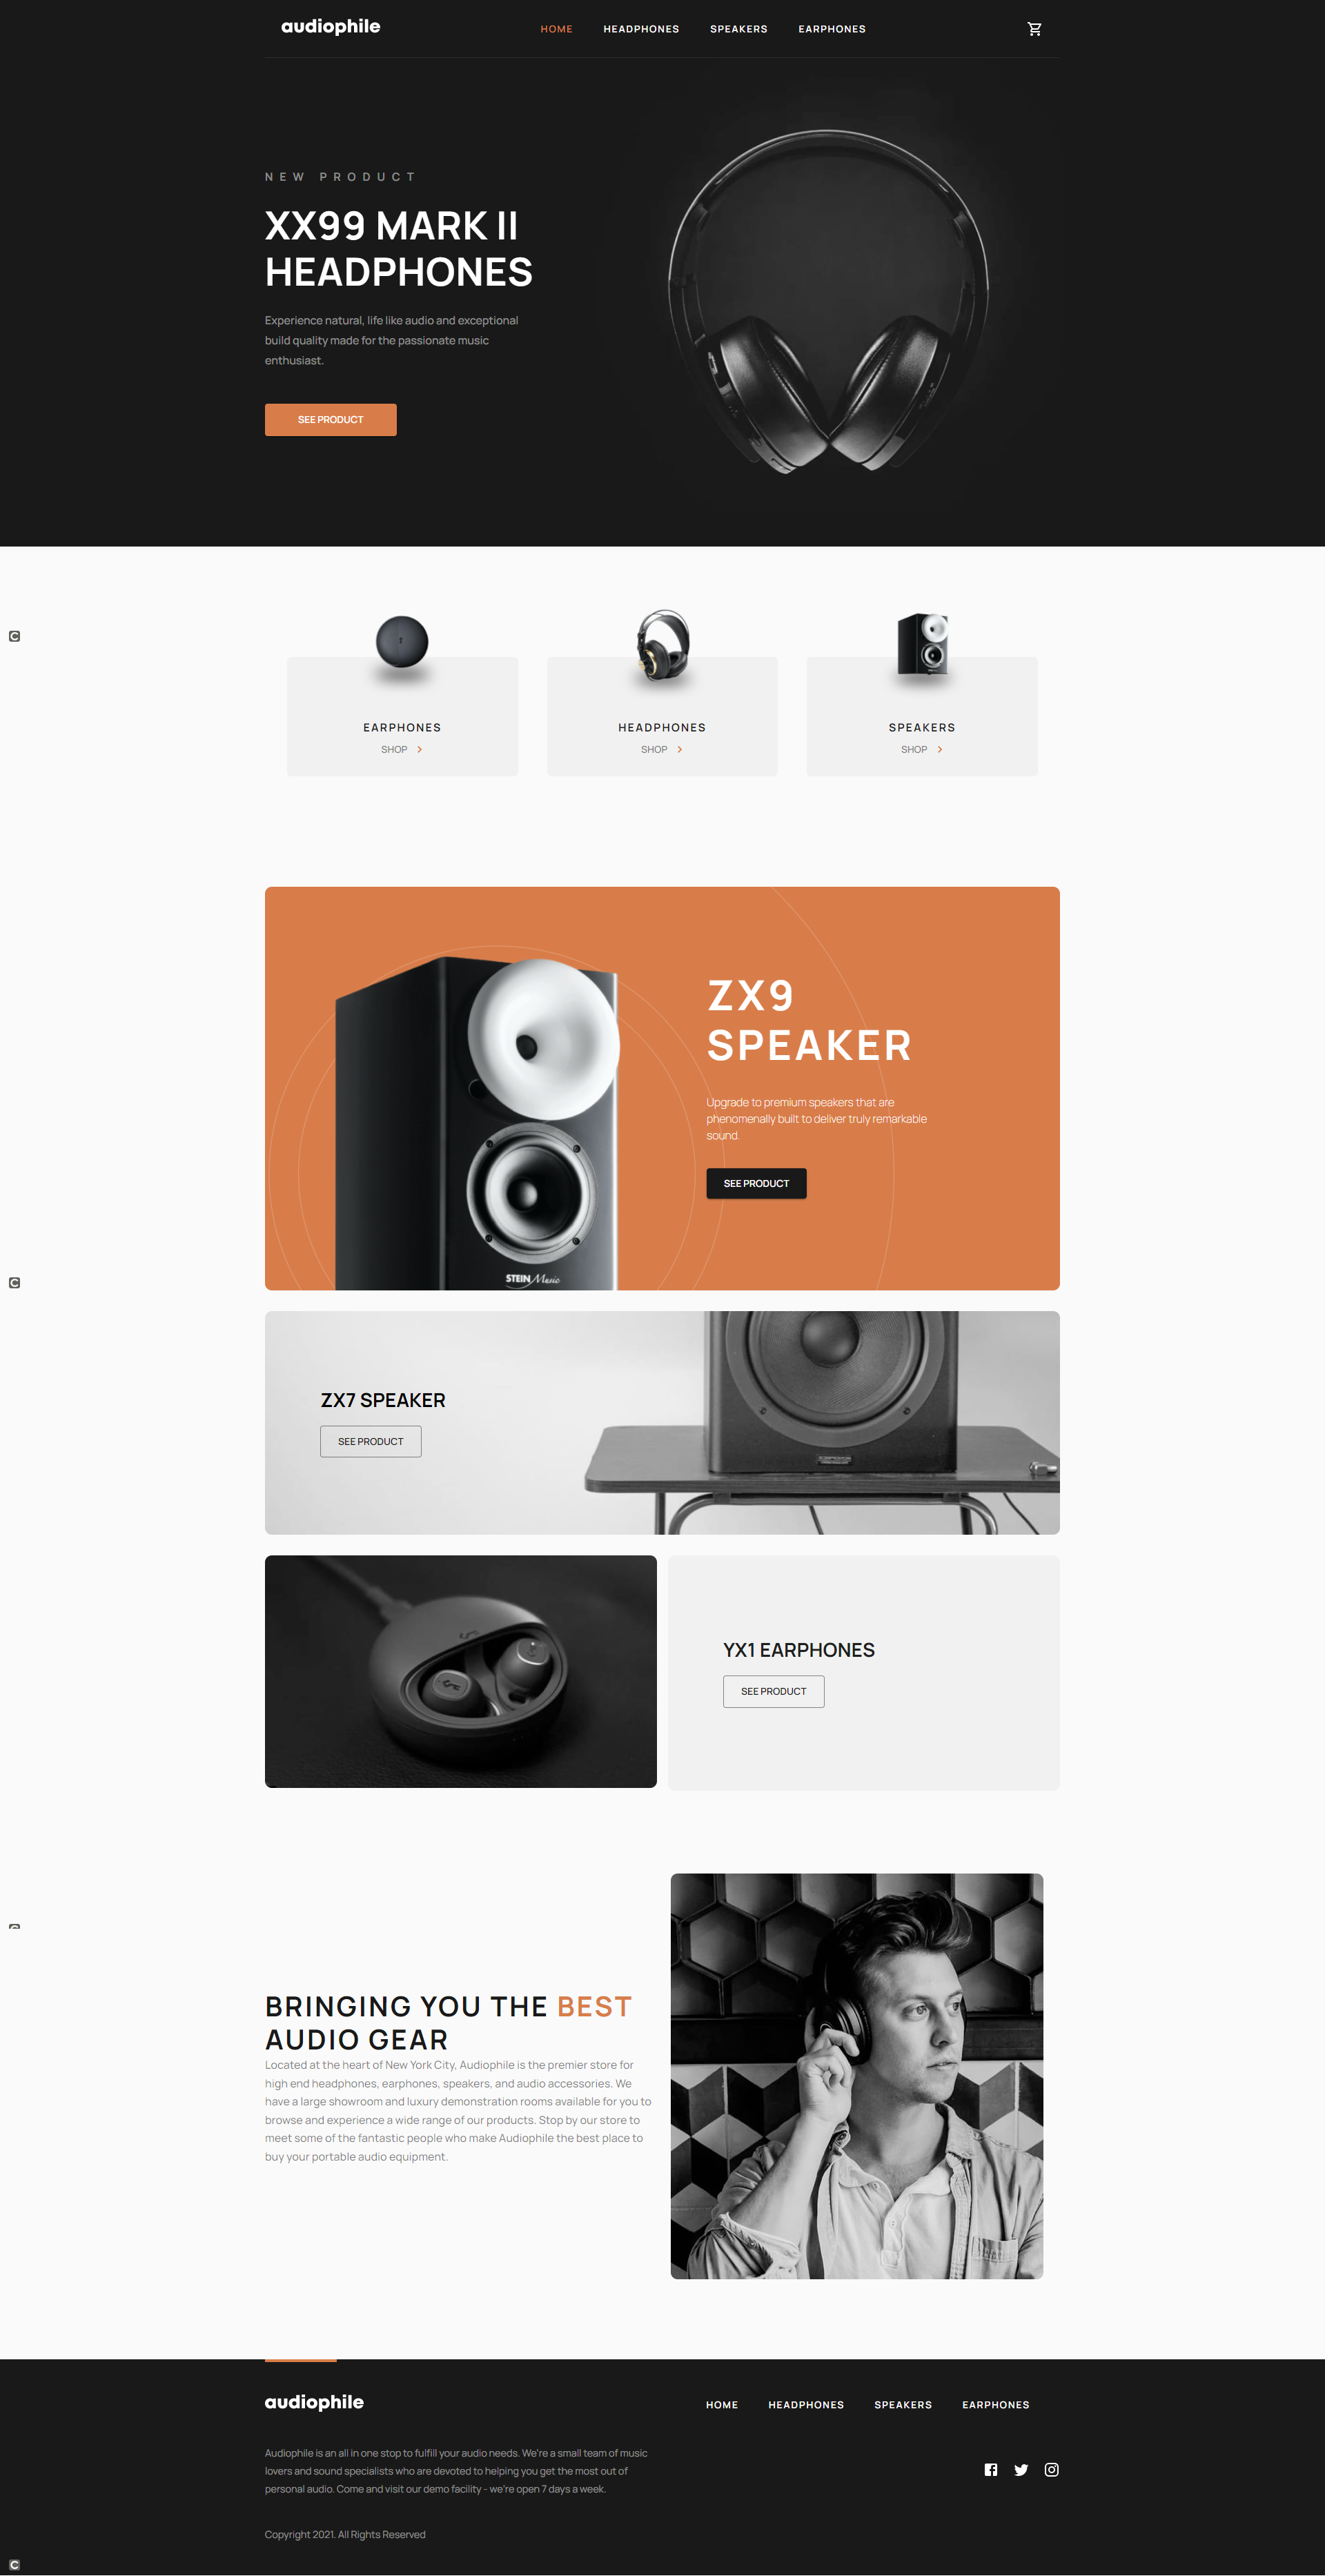 audiophile
HOME HEADPHONES SPEAKERS EARPHONES
NEW PRODUCT
XX99 MARK II
HEADPHONES
Experience natural, life like audio and exceptional
build quality made for the passionate music
enthusiast.
SEE PRODUCT
EARPHONES
SHOP
HEADPHONES
SHOP
SPEAKERS
SHOP
ZX9
SPEAKER
Upgrade to premium speakers that are
phenomenally built to deliver truly remarkable
sound.
SEE PRODUCT
STEIN Music
ZX7 SPEAKER
SEE PRODUCT
YX1 EARPHONES
SEE PRODUCT
BRINGING YOU THE BEST
AUDIO GEAR
Located at the heart of New York City, Audiophile is the premier store for
high end headphones, earphones, speakers, and audio accessories. We
have a large showroom and luxury demonstration rooms available for you to
browse and experience a wide range of our products. Stop by our store to
meet some of the fantastic people who make Audiophile the best place to
buy your portable audio equipment.
audiophile
HOME HEADPHONES SPEAKERS EARPHONES
Audiophile is an all in one stop to fulfill your audio needs. We're a small team of music
lovers and sound specialists who are devoted to helping you get the most out of
personal audio. Come and visit our demo facility - we're open 7 days a week.
Copyright 2021. All Rights Reserved